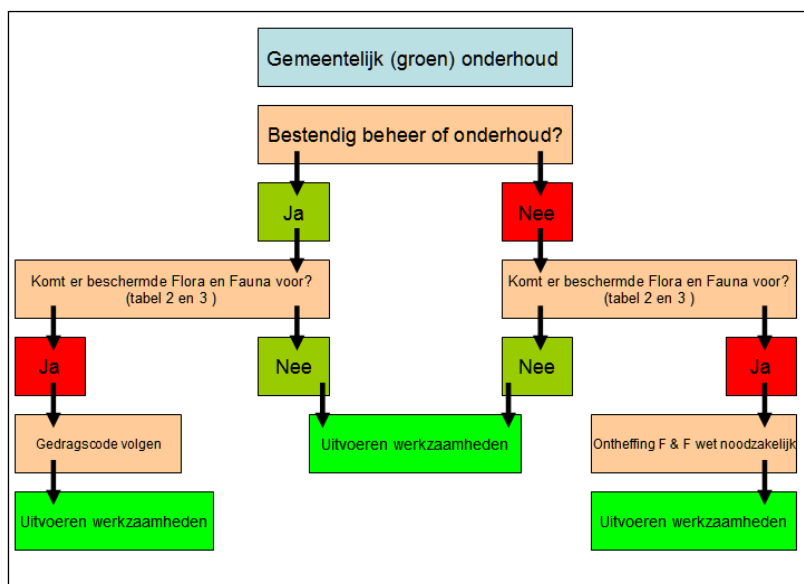 Gemeentelijk (groen) onderhoud
Bestendig beheer of onderhoud?
Ja
Nee
Komt er beschermde Flora en Fauna voor?
(tabel 2 en 3 )
Komt er beschermde Flora en Fauna voor?
(tabel 2 en 3 )
Ja
Nee
Nee
Ja
Gedragscode volgen
Uitvoeren werkzaamheden
Ontheffing F & F wet noodzakelijk
Uitvoeren werkzaamheden
Uitvoeren werkzaamheden